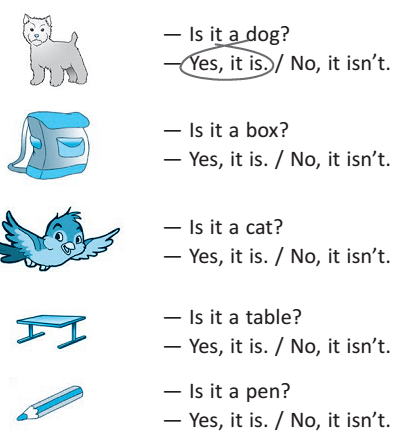 — Is it a dog?
— Yes, it is. / No, it isn't.
— Is it a box?
— Yes, it is. / No, it isn't.
— Is it a cat?
— Yes, it is. / No, it isn't.
— Is it a table?
— Yes, it is. / No, it isn't.
— Is it a pen?
— Yes, it is. / No, it isn't.